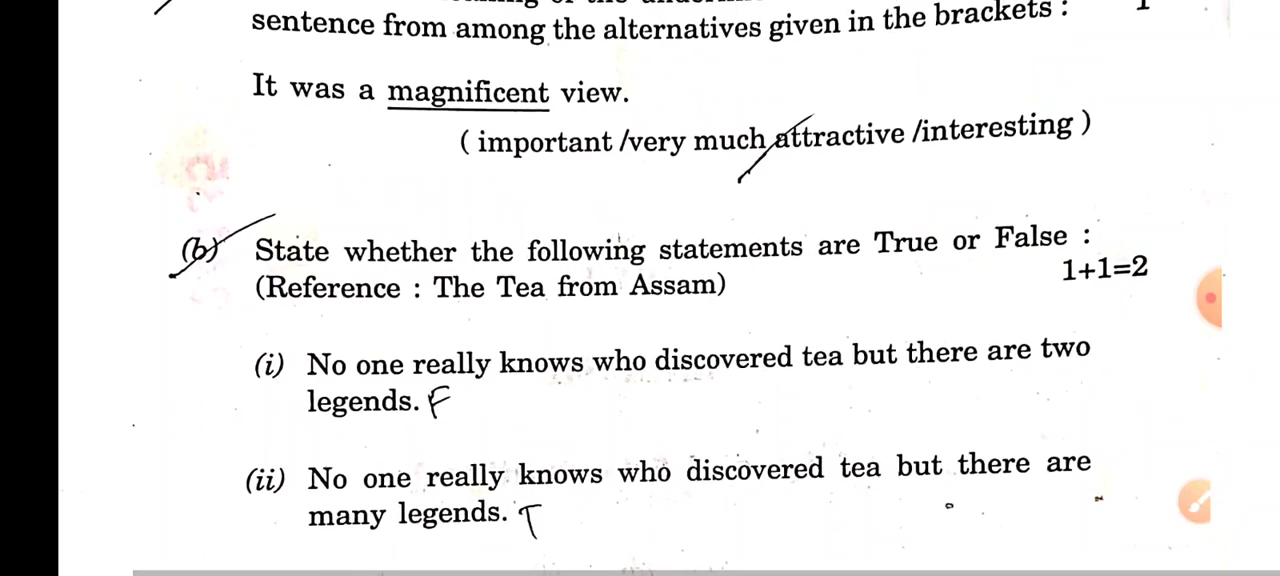 sentence from among the alternatives given in the brackets : 1
It was a magnificent view.
( important /very much attractive /interesting )
(b) State whether the following statements are True or False :
(Reference : The Tea from Assam) 1+1=2
(i) No one really knows who discovered tea but there are two
legends. F
(ii) No one really knows who discovered tea but there are
many legends. T